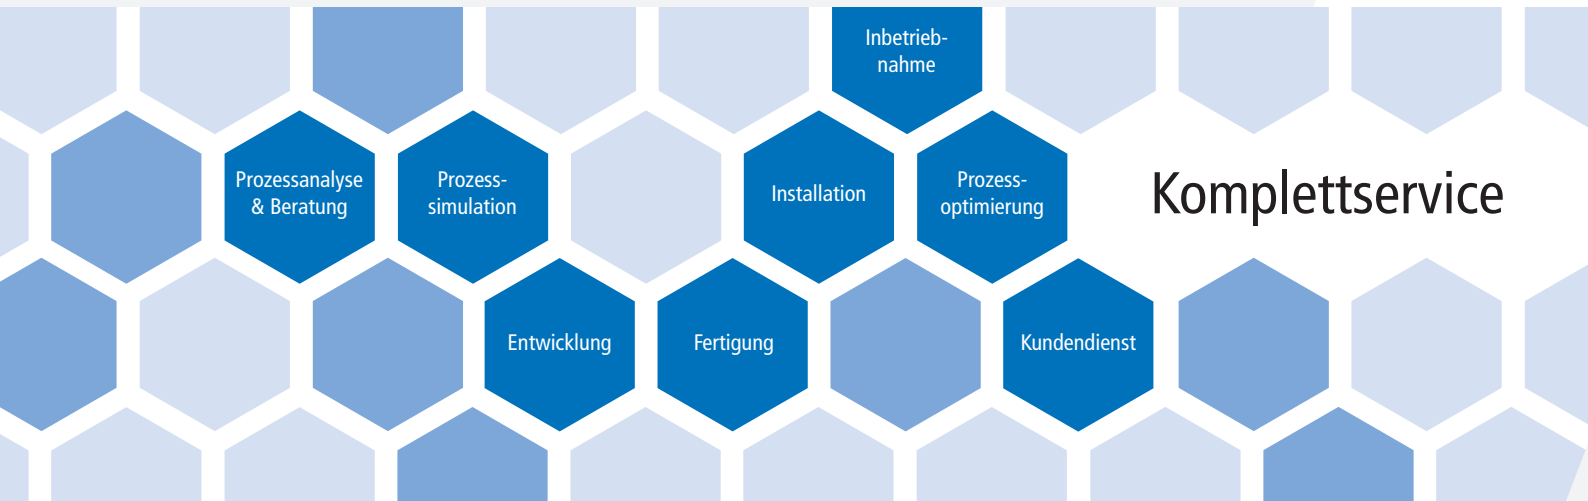 Inbetrieb-
nahme
Prozessanalyse
& Beratung
Prozess-
simulation
Installation
Prozess-
optimierung
Komplettservice
Entwicklung
Fertigung
Kundendienst